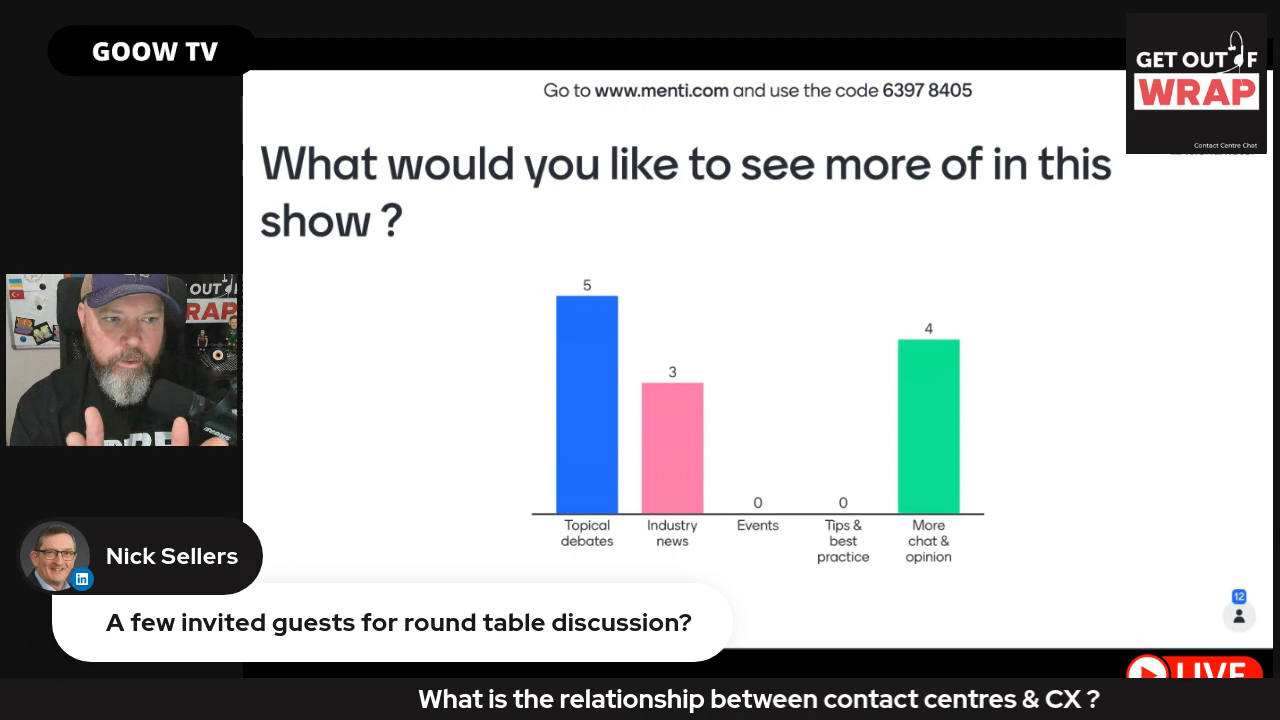 GOOW TV
GET OUT OF
WRAP
Contact Centre Chat
Go to www.menti.com and use the code 6397 8405
What would you like to see more of in this
show ?
5
3
0
0
4
Topical
debates
Industry
news
Events
Tips &
best
practice
More
chat &
opinion
12
OUT
WRAP
Nick Sellers
in
A few invited guests for round table discussion?
LIVE
What is the relationship between contact centres & CX ?